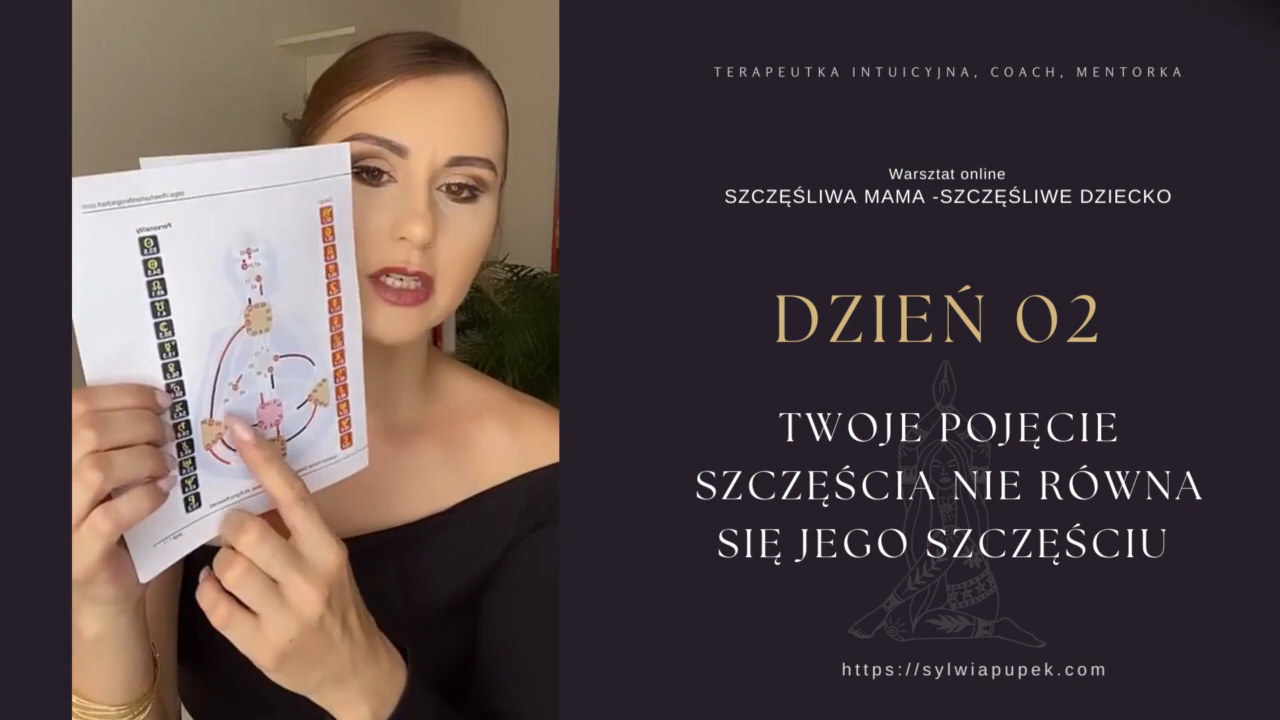 TERAPEUTKA INTUICYJNA, COACH, MENTORKA
Warsztat online
SZCZĘŚLIWA MAMA -SZCZĘŚLIWE DZIECKO
DZIEŃ 02
TWOJE POJĘCIE
SZCZĘŚCIA NIE RÓWNA
SIĘ JEGO SZCZĘŚCIU
https://sylwiapupek.com
Personality